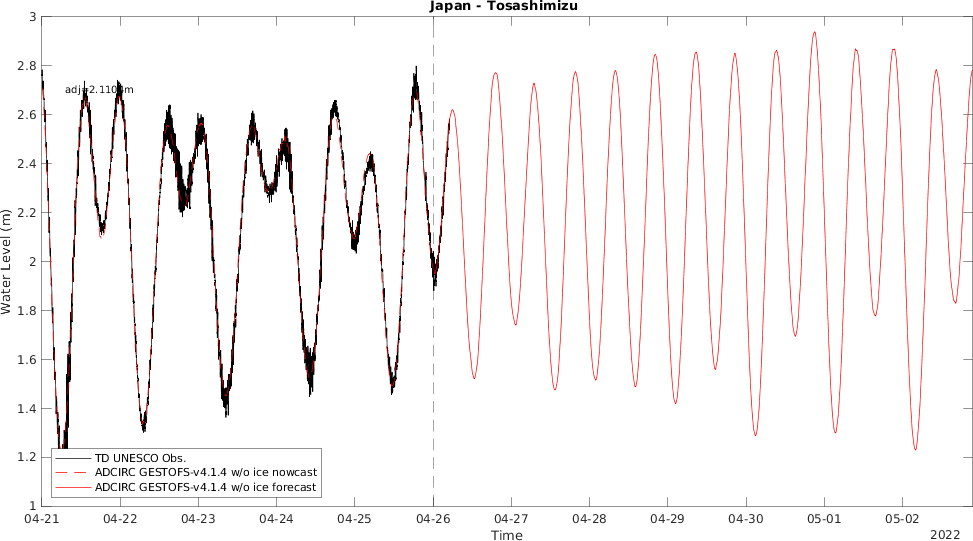 Japan - Tosashimizu
3
2.8
adj=2.110 m
2.6
2.4
2.2
2
1.8
1.6
1.4
1.2
1
Water Level (m)
TD UNESCO Obs.
ADCIRC GESTOFS-v4.1.4 w/o ice nowcast
ADCIRC GESTOFS-v4.1.4 w/o ice forecast
04-21 04-22 04-23 04-24 04-25 04-26 04-27 04-28 04-29 04-30 05-01 05-02
Time
2022